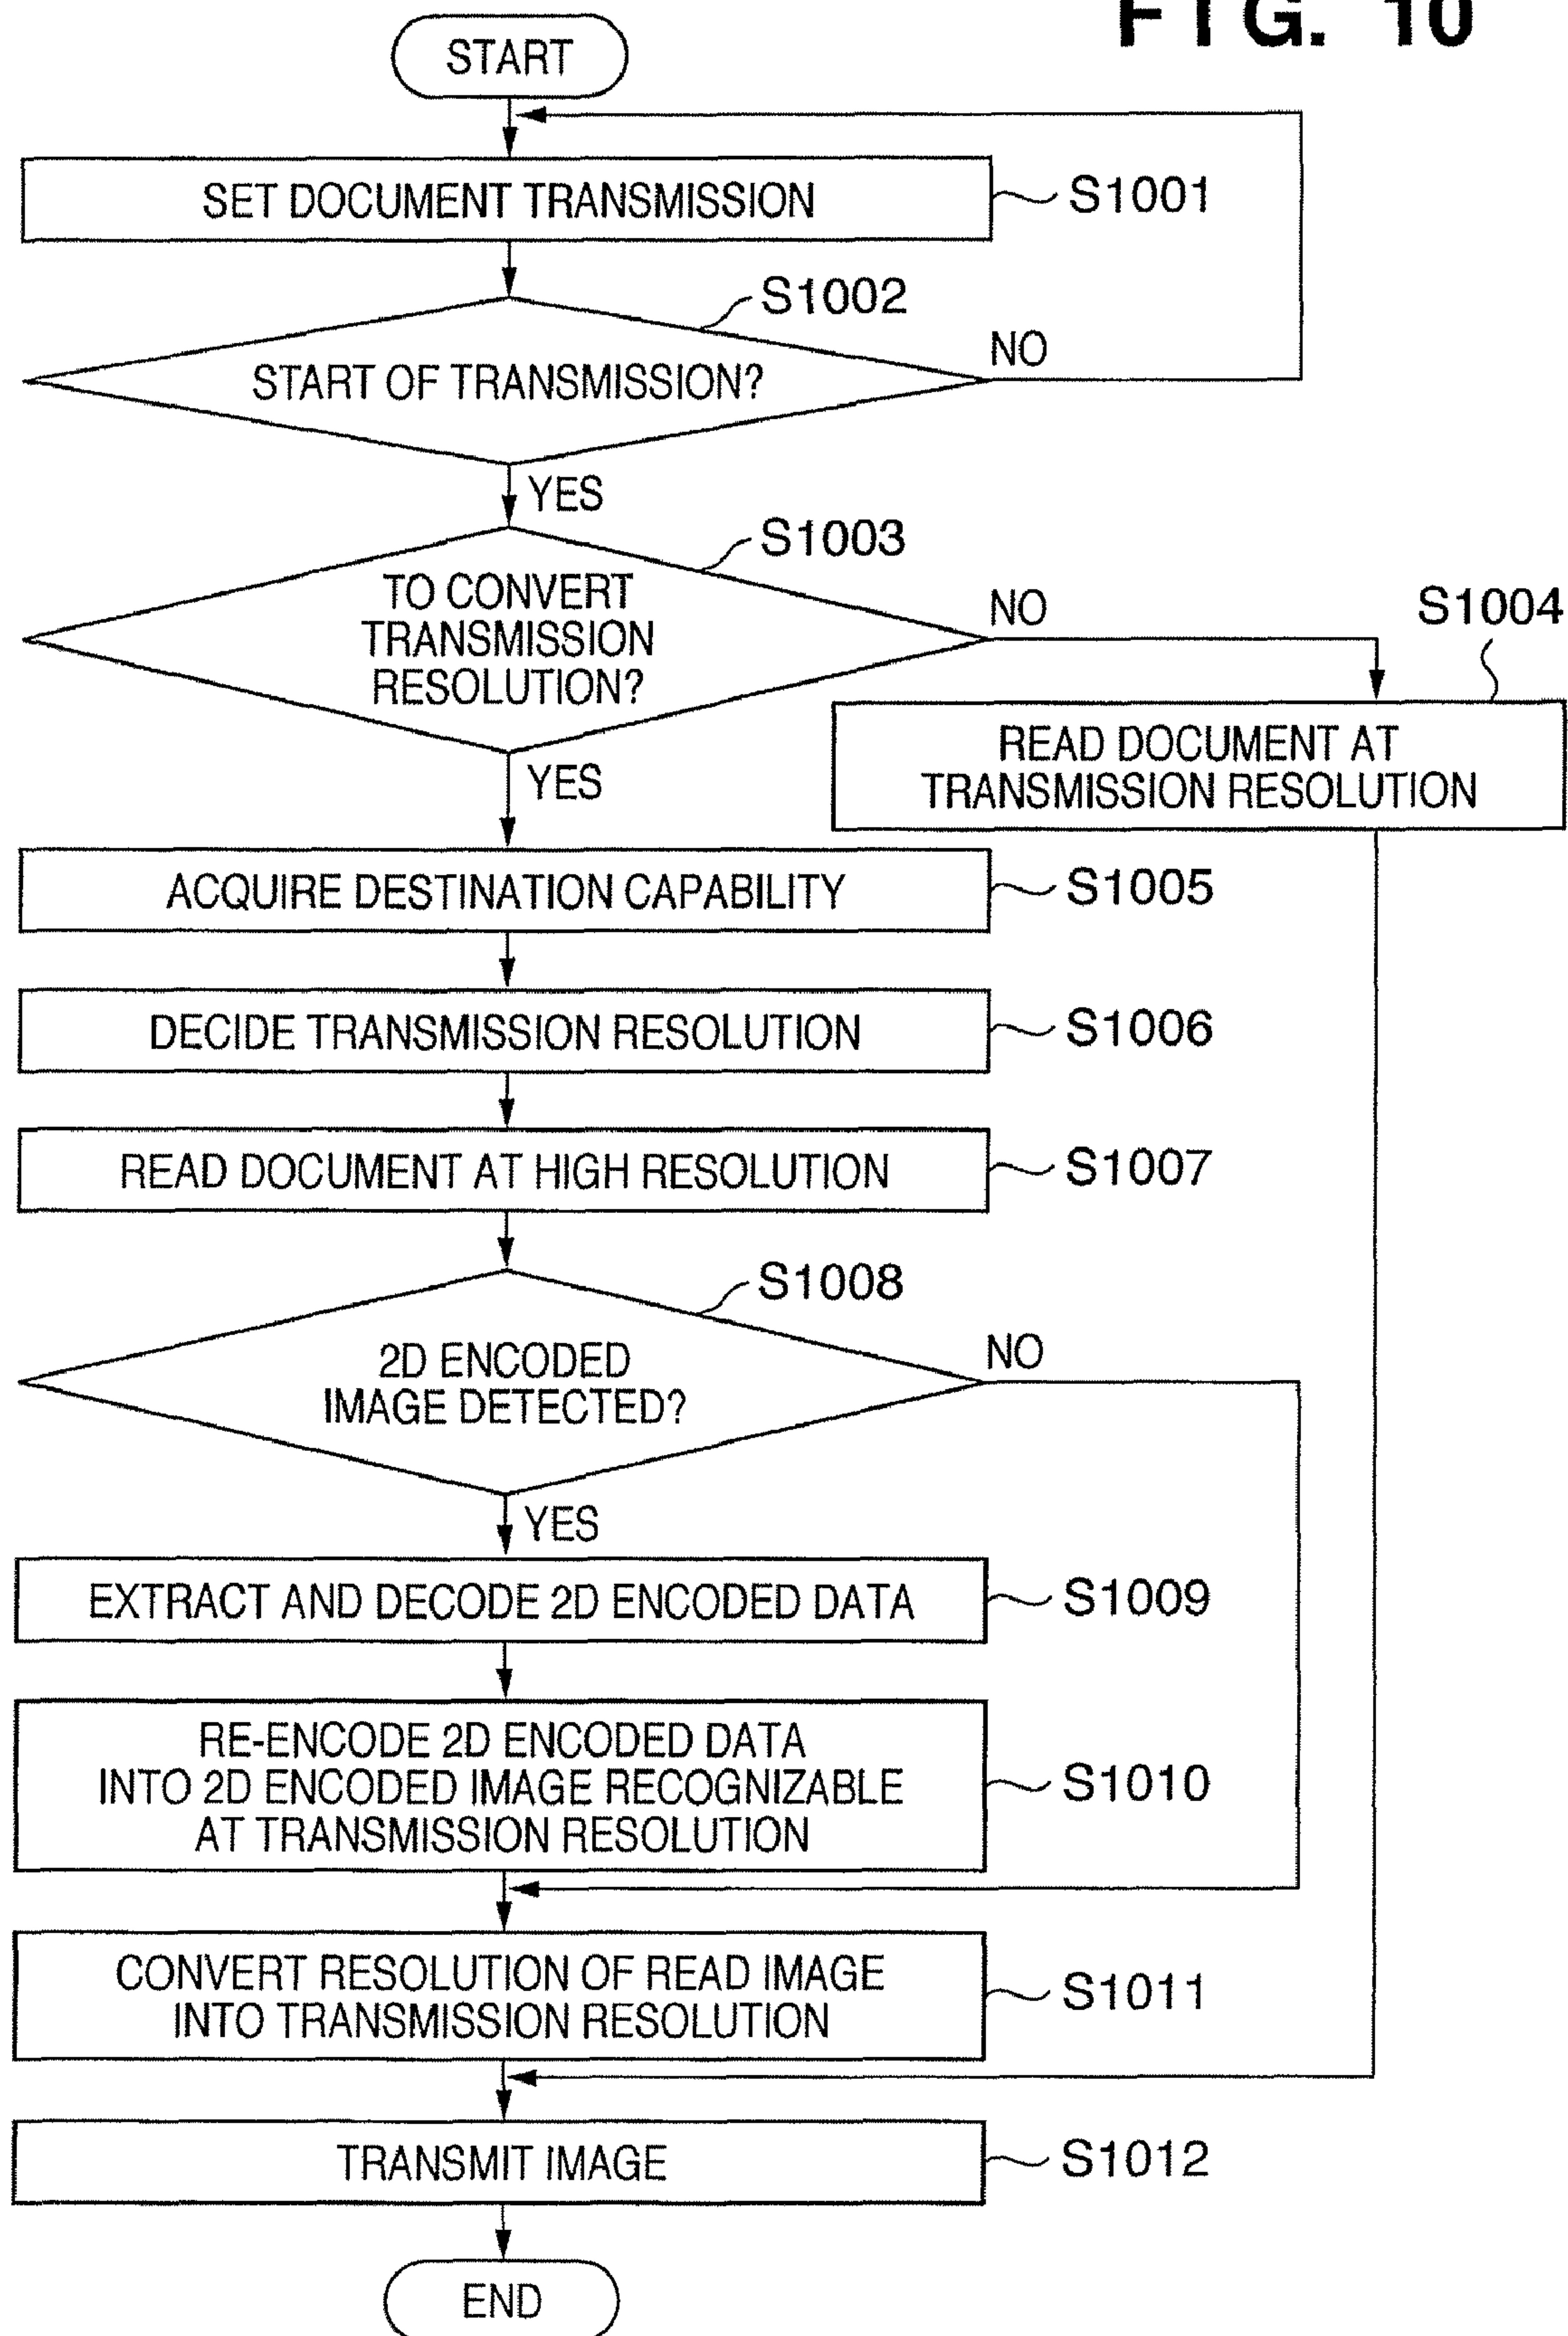 FIG. 10
START
SET DOCUMENT TRANSMISSION
S1001
S1002
START OF TRANSMISSION?
NO
YES
S1003
TO CONVERT
TRANSMISSION
RESOLUTION?
NO
YES
S1004
READ DOCUMENT AT
TRANSMISSION RESOLUTION
ACQUIRE DESTINATION CAPABILITY
S1005
DECIDE TRANSMISSION RESOLUTION
S1006
READ DOCUMENT AT HIGH RESOLUTION
S1007
S1008
2D ENCODED
IMAGE DETECTED?
NO
YES
EXTRACT AND DECODE 2D ENCODED DATA
S1009
RE-ENCODE 2D ENCODED DATA
INTO 2D ENCODED IMAGE RECOGNIZABLE
AT TRANSMISSION RESOLUTION
S1010
CONVERT RESOLUTION OF READ IMAGE
INTO TRANSMISSION RESOLUTION
S1011
TRANSMIT IMAGE
S1012
END